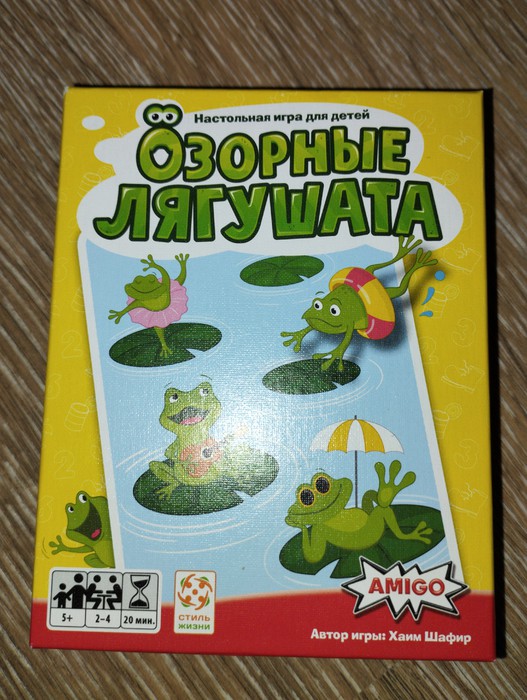 Настольная игра для детей
ОЗОРНЫЕ
ЛЯГУШАТА
AMIGO
5+
2-4
20 мин.
СТИЛЬ
ЖИЗНИ
Автор игры: Хаим Шафир